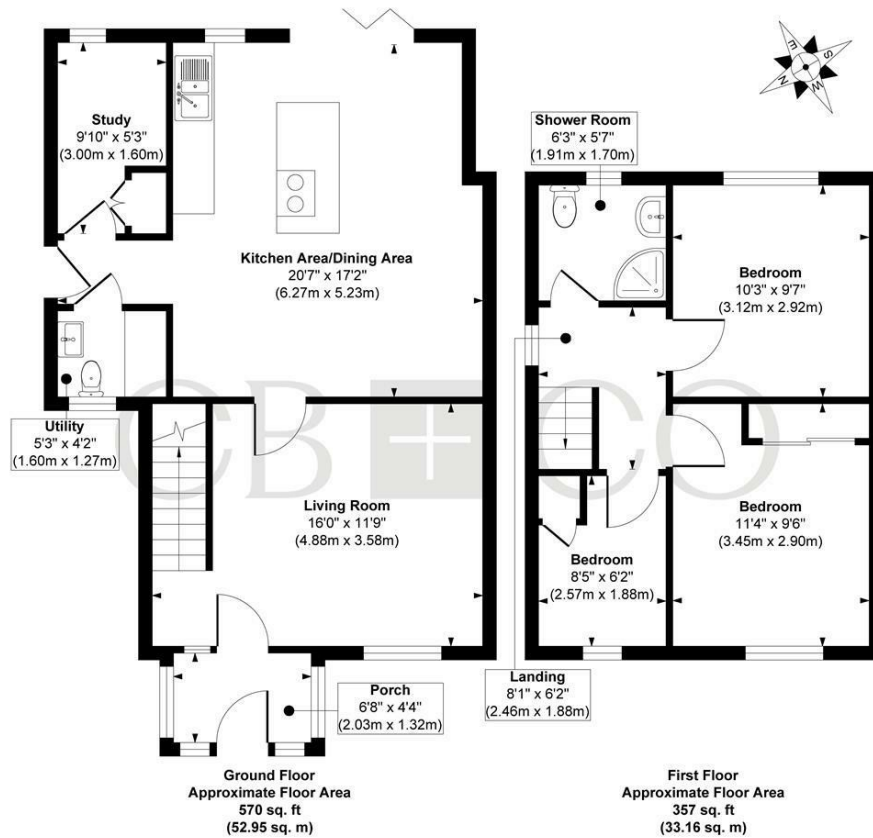 Study
9'10" x 5'3"
(3.00m x 1.60m)
Kitchen Area/Dining Area
20'7" x 17'2"
(6.27m x 5.23m)
Utility
5'3" x 4'2"
(1.60m x 1.27m)
Living Room
16'0" x 11'9"
(4.88m x 3.58m)
Porch
6'8" x 4'4"
(2.03m x 1.32m)
Ground Floor
Approximate Floor Area
570 sq. ft
(52.95 sq. m)
E
S
N
W
Shower Room
6'3" x 5'7"
(1.91m x 1.70m)
Bedroom
10'3" x 9'7"
(3.12m x 2.92m)
Bedroom
11'4" x 9'6"
(3.45m x 2.90m)
Bedroom
8'5" x 6'2"
(2.57m x 1.88m)
Landing
8'1" x 6'2"
(2.46m x 1.88m)
First Floor
Approximate Floor Area
357 sq. ft
(33.16 sq. m)
CB+CO